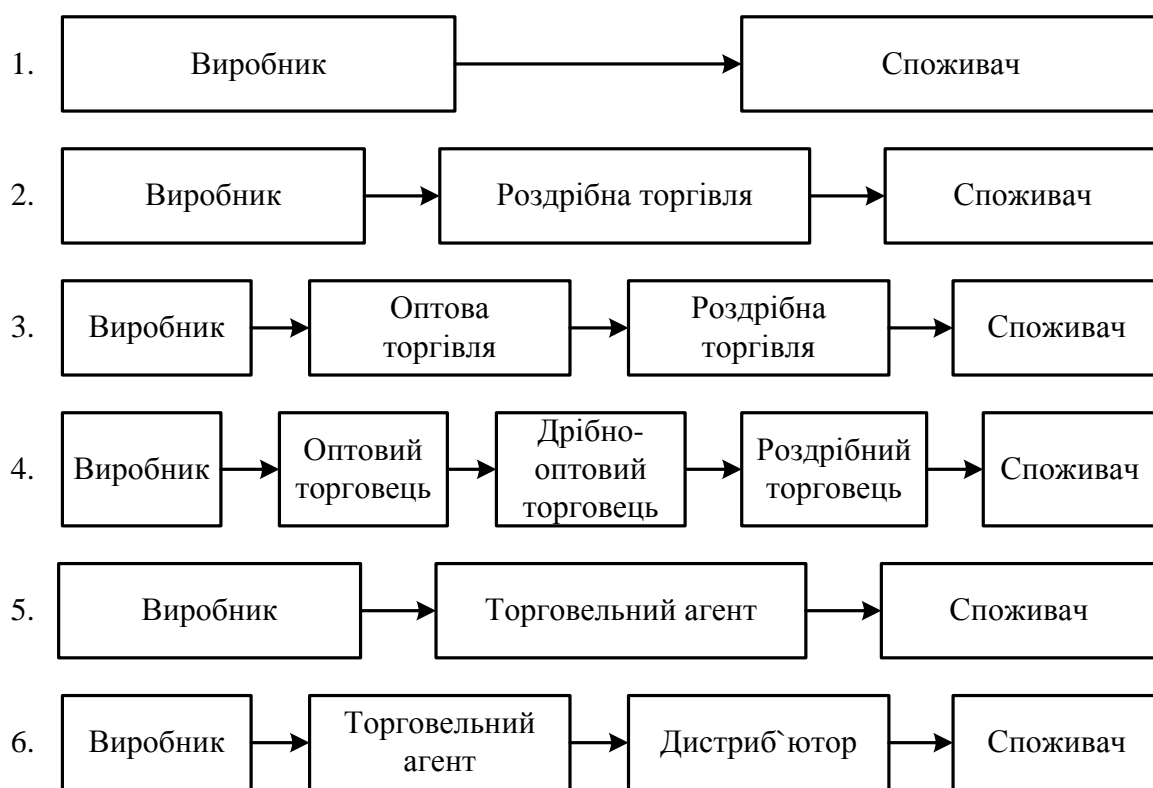 1. Виробник Споживач
2. Виробник Роздрібна торгівля Споживач
3. Виробник Оптова торгівля Роздрібна торгівля Споживач
4. Виробник Оптовий торговець Дрібно-оптовий торговець Роздрібний торговець Споживач
5. Виробник Торговельний агент Споживач
6. Виробник Торговельний агент Дистриб`ютор Споживач